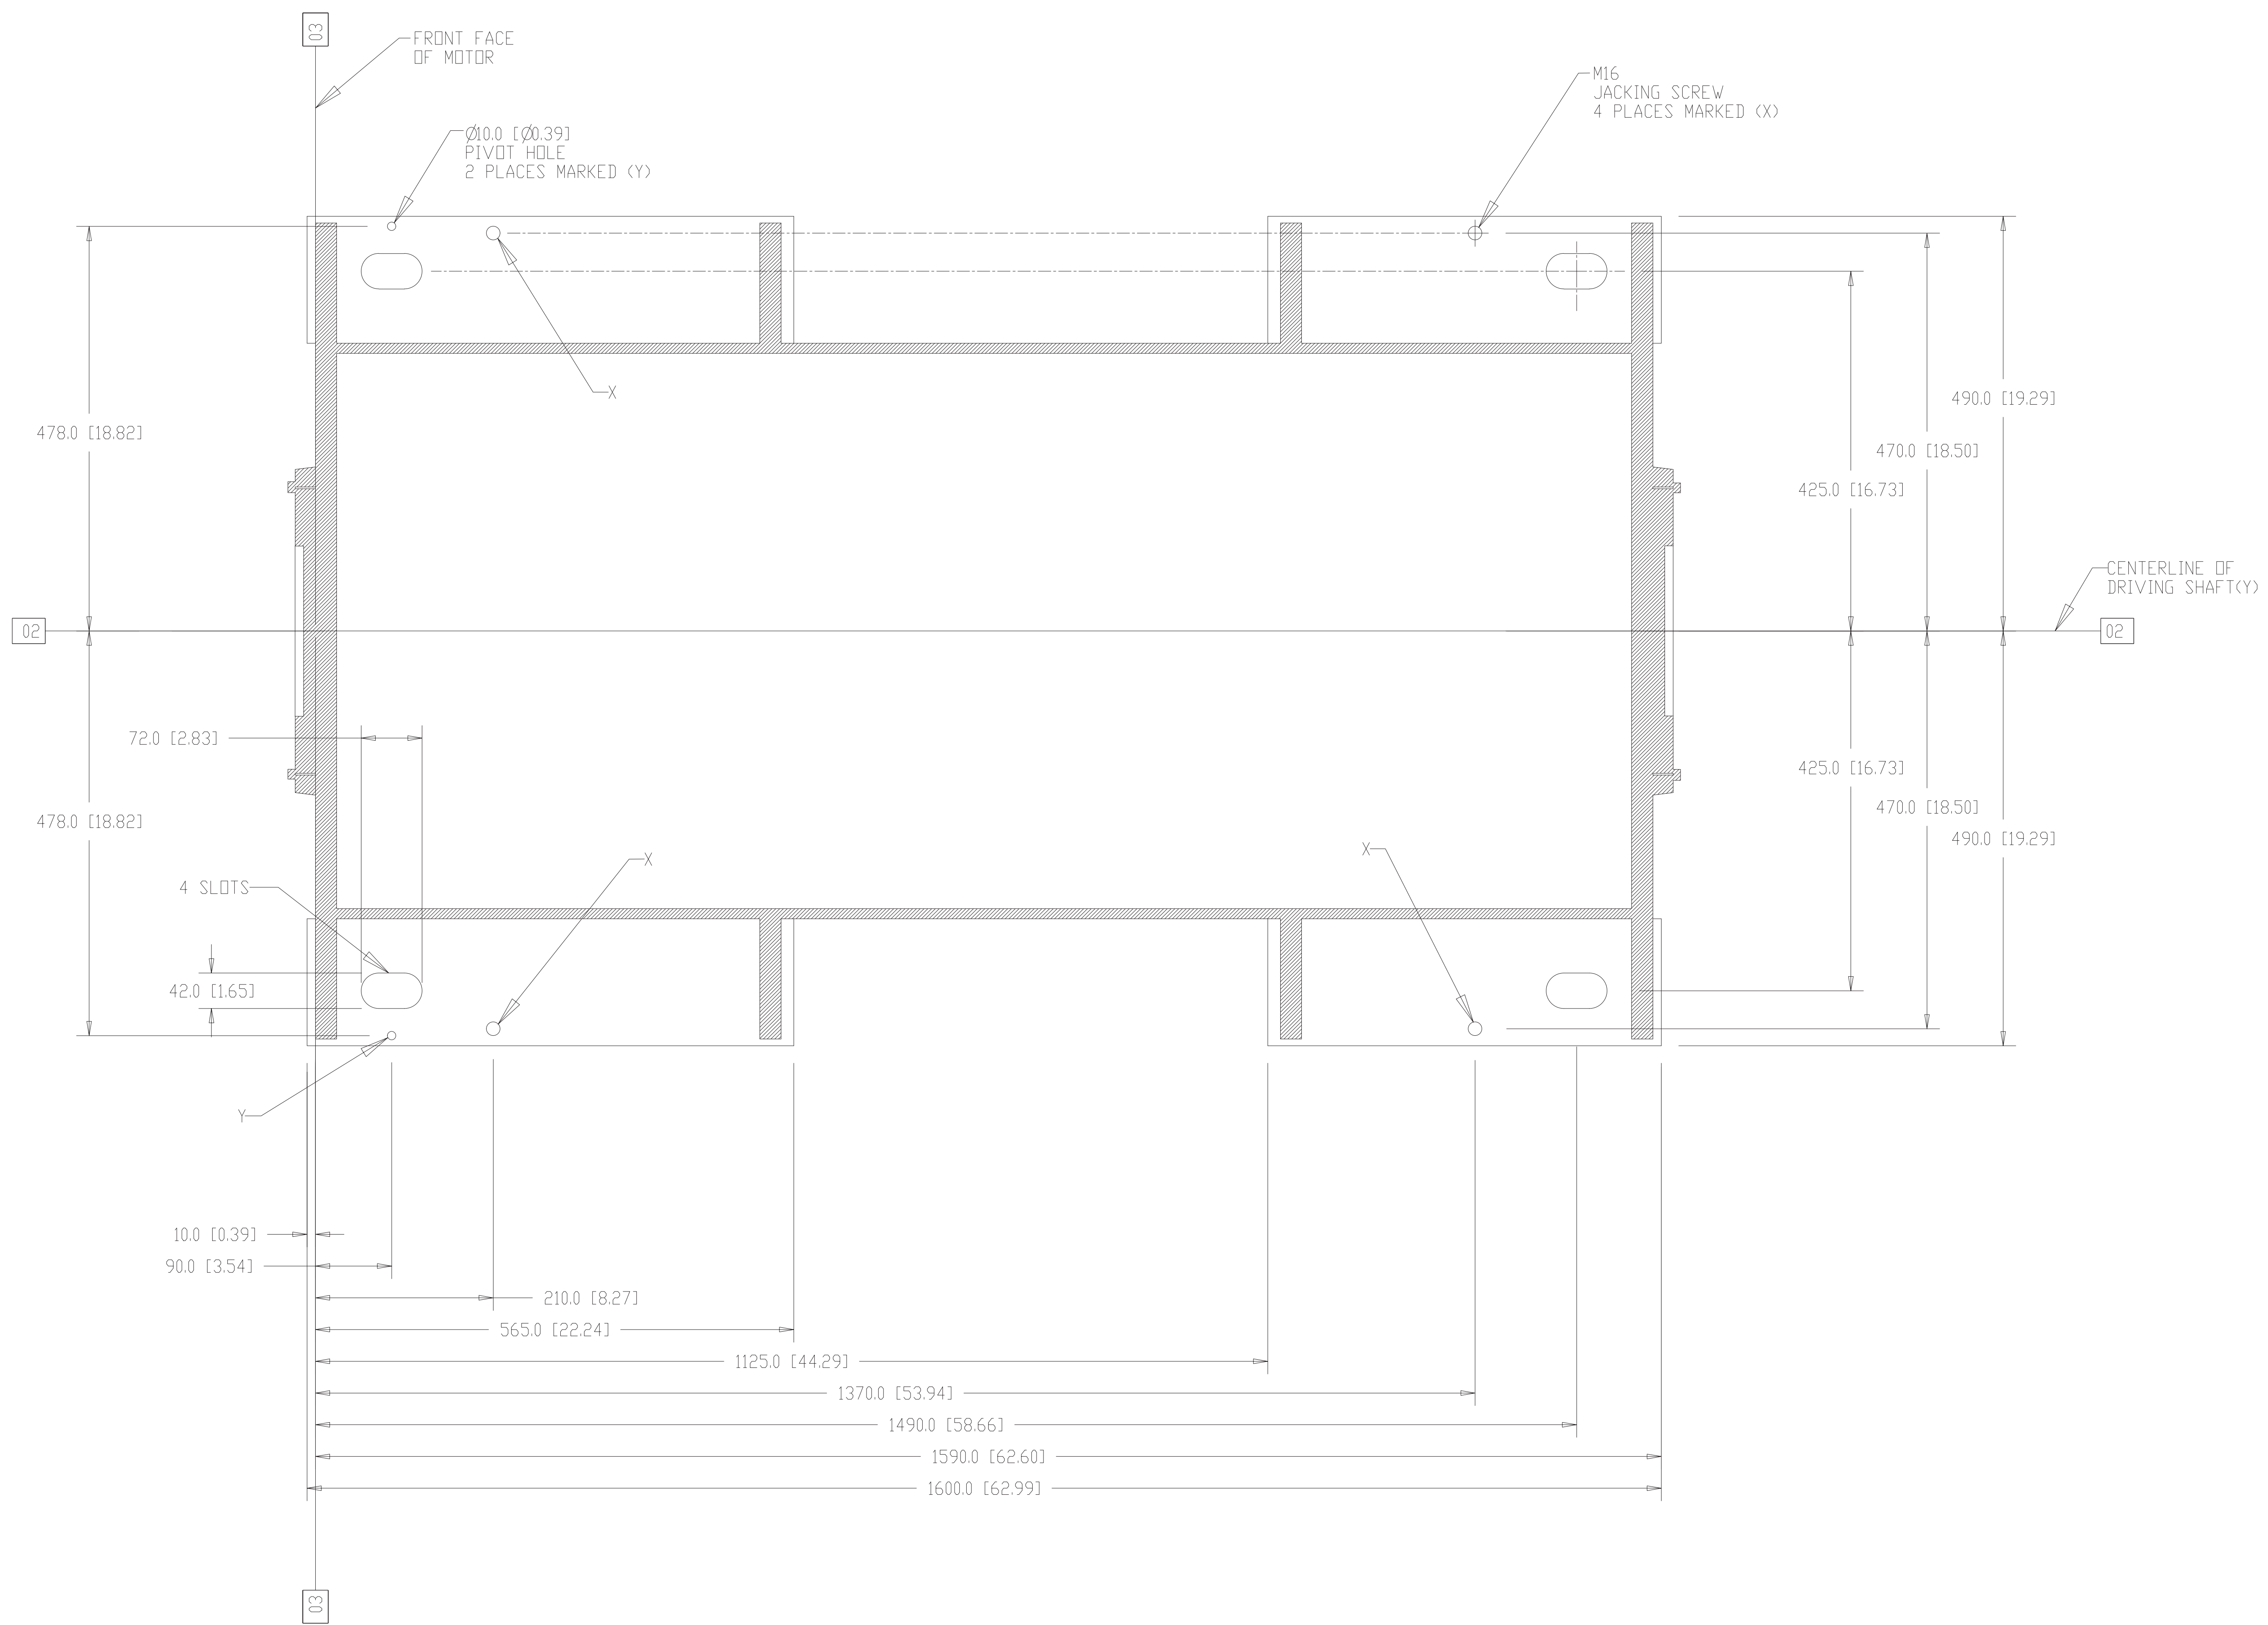 03
FRONT FACE
OF MOTOR
M16
JACKING SCREW
4 PLACES MARKED (X)
Ø10.0 [Ø0.39]
PIVOT HOLE
2 PLACES MARKED (Y)
X
490.0 [19.29]
478.0 [18.82]
470.0 [18.50]
425.0 [16.73]
CENTERLINE OF
DRIVING SHAFT(Y)
02
02
72.0 [2.83]
425.0 [16.73]
470.0 [18.50]
478.0 [18.82]
490.0 [19.29]
X
X
4 SLOTS
42.0 [1.65]
Y
10.0 [0.39]
90.0 [3.54]
210.0 [8.27]
565.0 [22.24]
1125.0 [44.29]
1370.0 [53.94]
1490.0 [58.66]
1590.0 [62.60]
1600.0 [62.99]
03